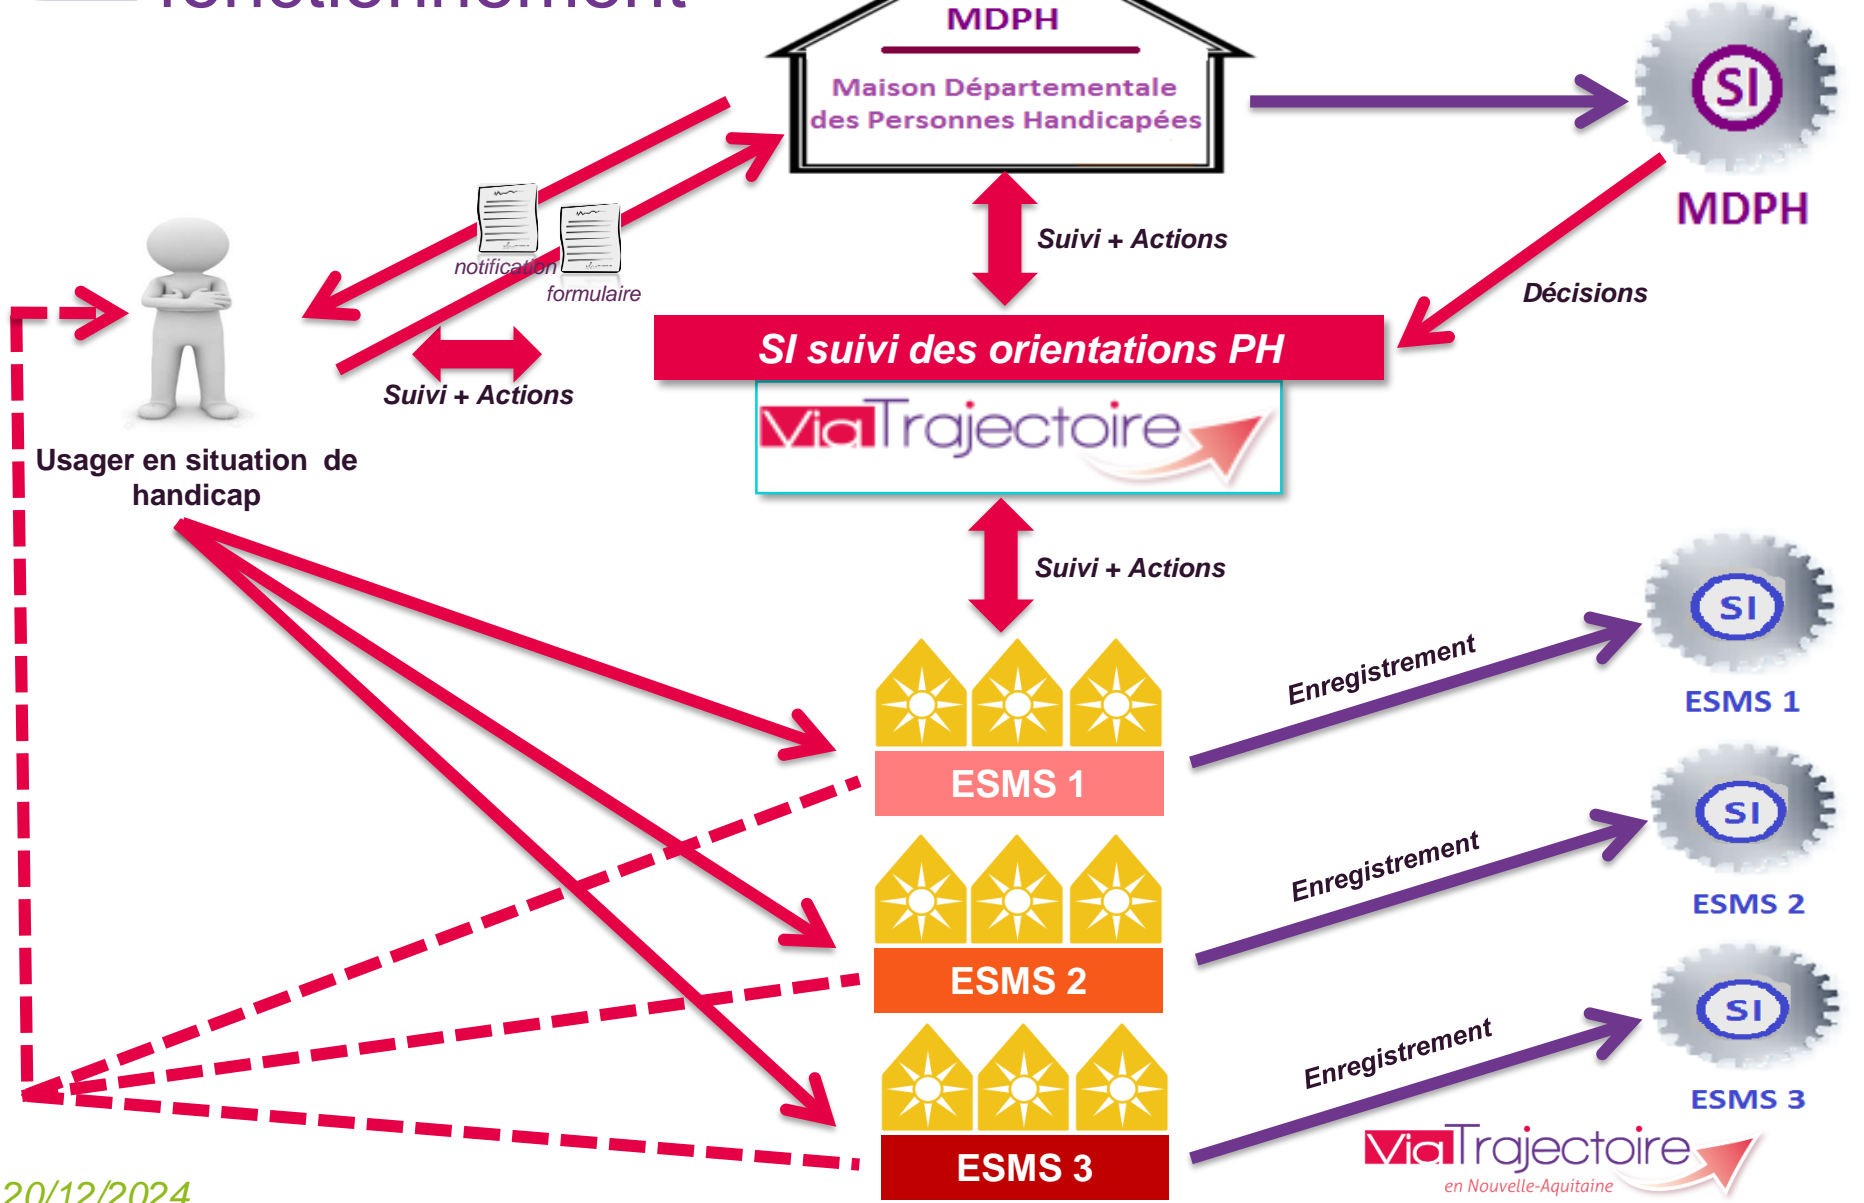 fonctionnement
MDPH
Maison Départementale
des Personnes Handicapées
SI
MDPH
notification
formulaire
Suivi + Actions
Décisions
SI suivi des orientations PH
Suivi + Actions
ViaTrajectoire
Usager en situation de
handicap
Suivi + Actions
Enregistrement
SI
ESMS 1
ESMS 1
Enregistrement
SI
ESMS 2
ESMS 2
Enregistrement
SI
ESMS 3
ESMS 3
ViaTrajectoire
en Nouvelle-Aquitaine
20/12/2024